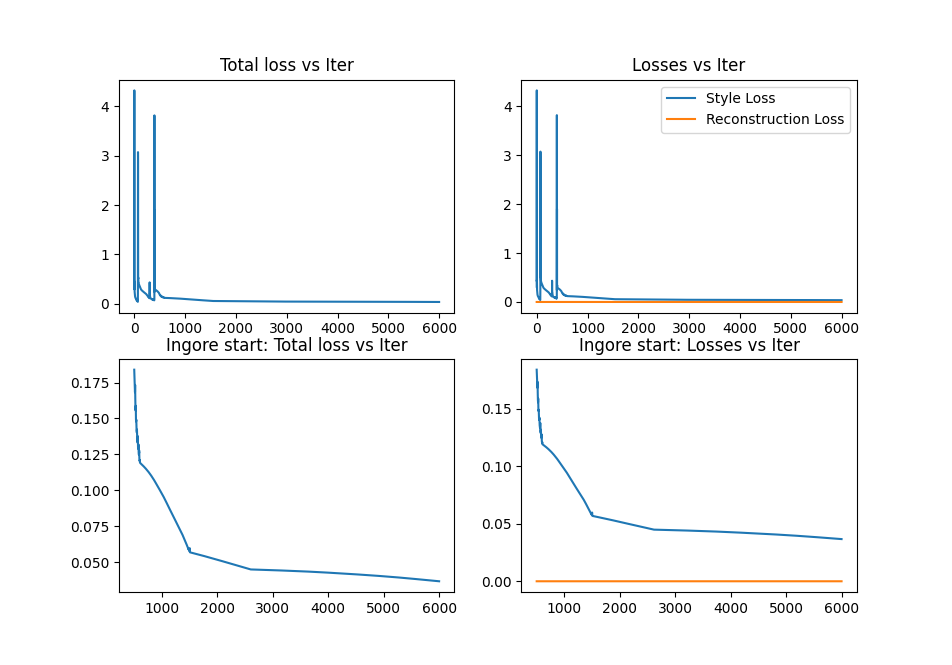 Total loss vs Iter
4
3
2
1
0
0 1000 2000 3000 4000 5000 6000
Losses vs Iter
Style Loss
Reconstruction Loss
4
3
2
1
0
0 1000 2000 3000 4000 5000 6000
Ingore start: Total loss vs Iter
0.175
0.150
0.125
0.100
0.075
0.050
1000 2000 3000 4000 5000 6000
Ingore start: Losses vs Iter
0.15
0.10
0.05
0.00
1000 2000 3000 4000 5000 6000